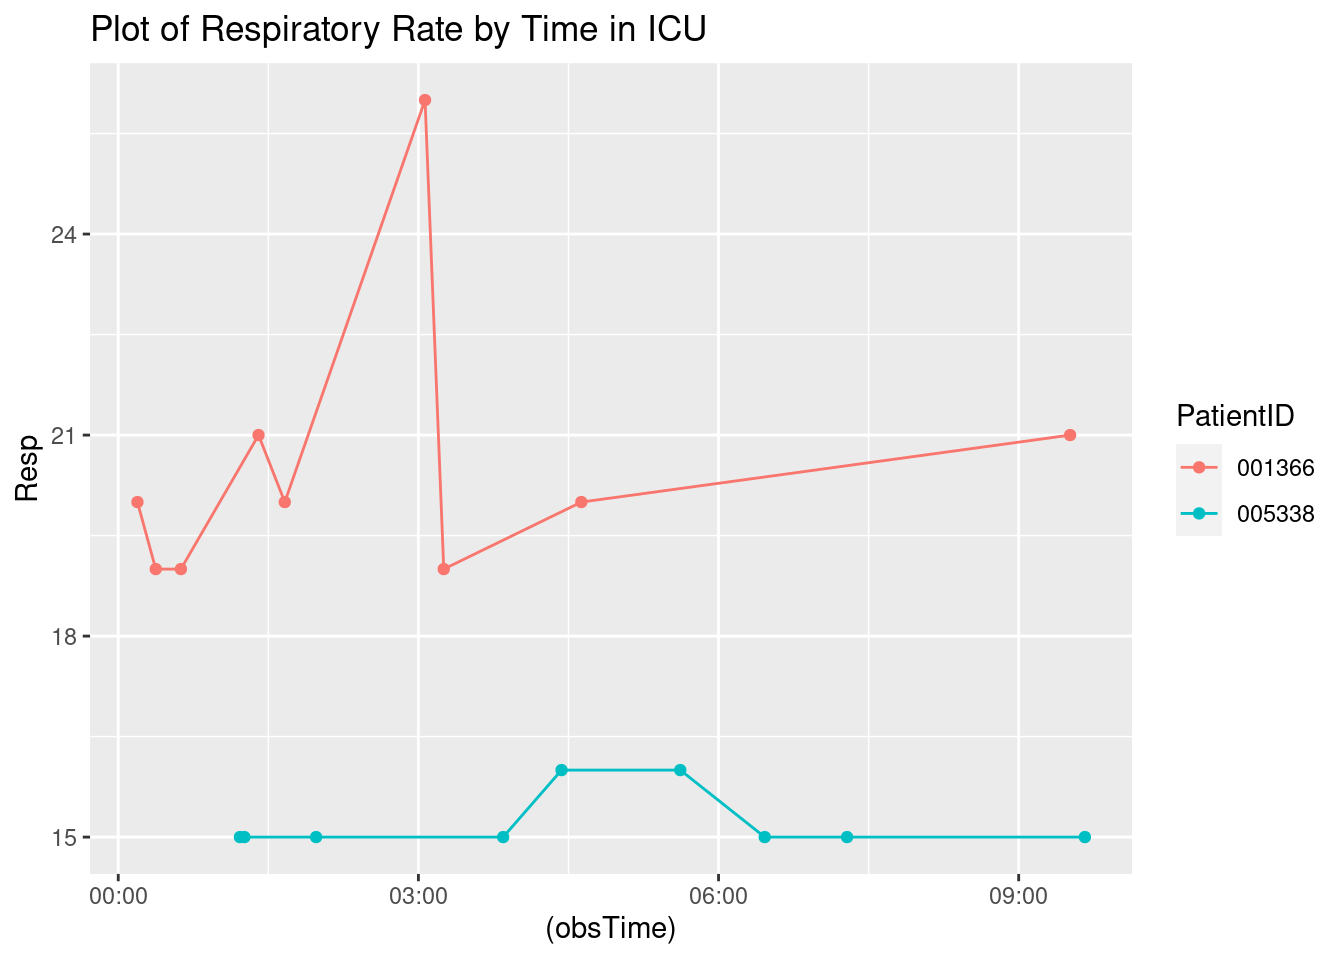 Plot of Respiratory Rate by Time in ICU
24
21
18
15
Resp
00:00 03:00 06:00 09:00
(obsTime)
PatientID
001366
005338